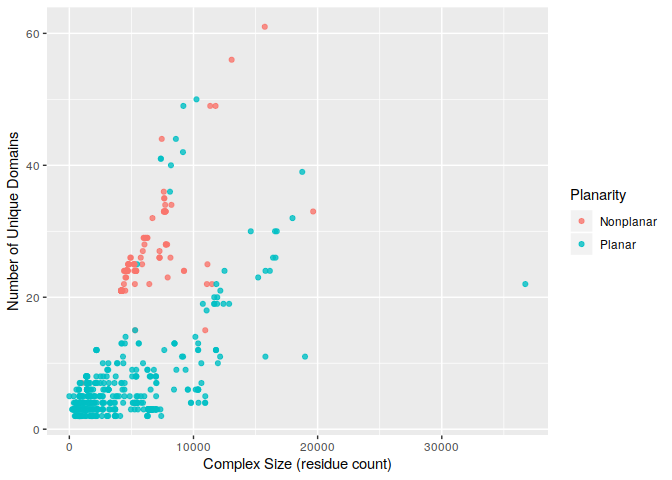 60
40
20
0
Number of Unique Domains
0 10000 20000 30000
Complex Size (residue count)
Planarity
Nonplanar
Planar